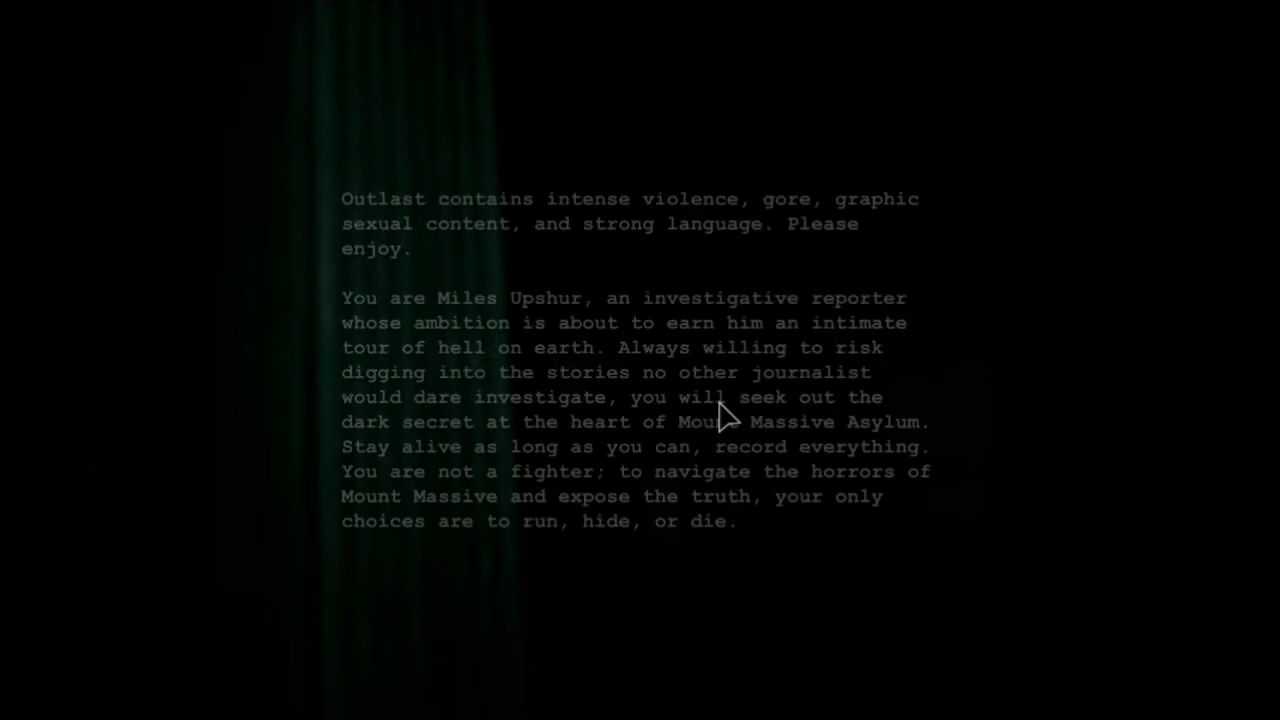 Outlast contains intense violence, gore, graphic
sexual content, and strong language. Please
enjoy.
You are Miles Upshur, an investigative reporter
whose ambition is about to earn him an intimate
tour of hell on earth. Always willing to risk
digging into the stories no other journalist
would dare investigate, you will seek out the
dark secret at the heart of Mount Massive Asylum.
Stay alive as long as you can, record everything.
You are not a fighter; to navigate the horrors of
Mount Massive and expose the truth, your only
choices are to run, hide, or die.